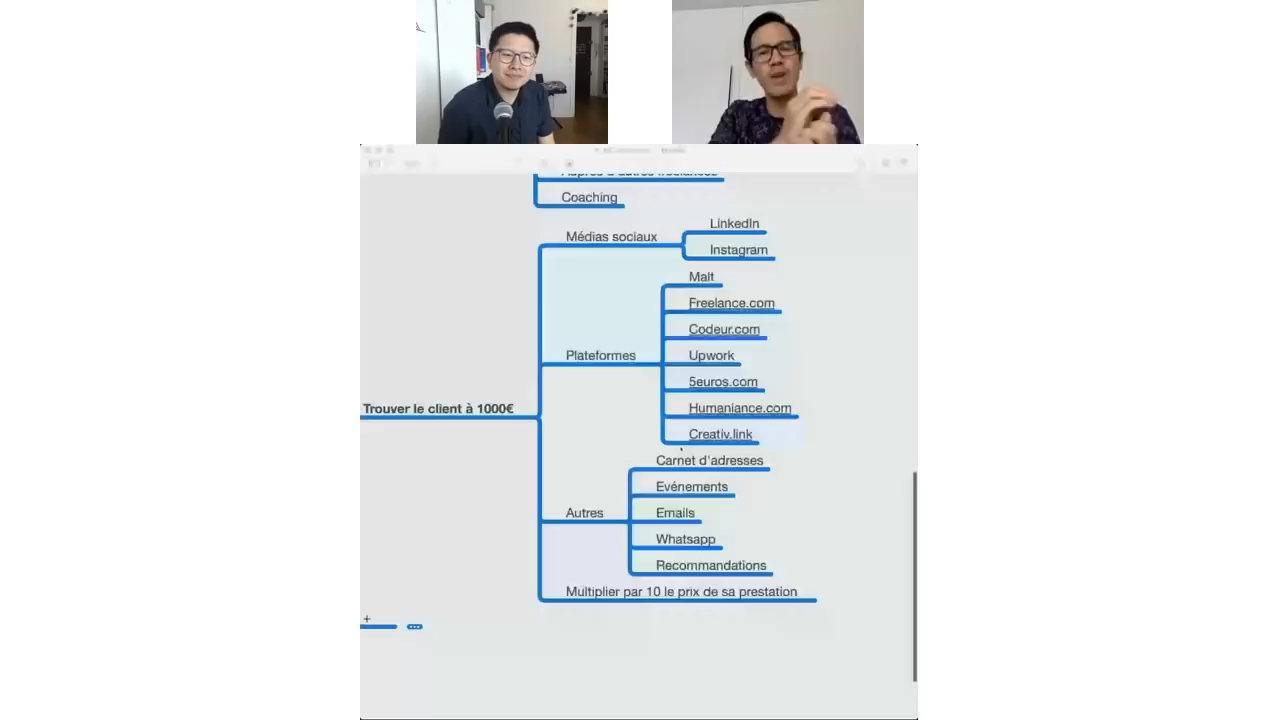 Coaching
Médias sociaux
LinkedIn
Instagram
Plateformes
Malt
Freelance.com
Codeur.com
Upwork
5euros.com
Humaniance.com
Creativ.link
Trouver le client à 1000€
Autres
Carnet d'adresses
Evénements
Emails
Whatsapp
Recommandations
Multiplier par 10 le prix de sa prestation
+